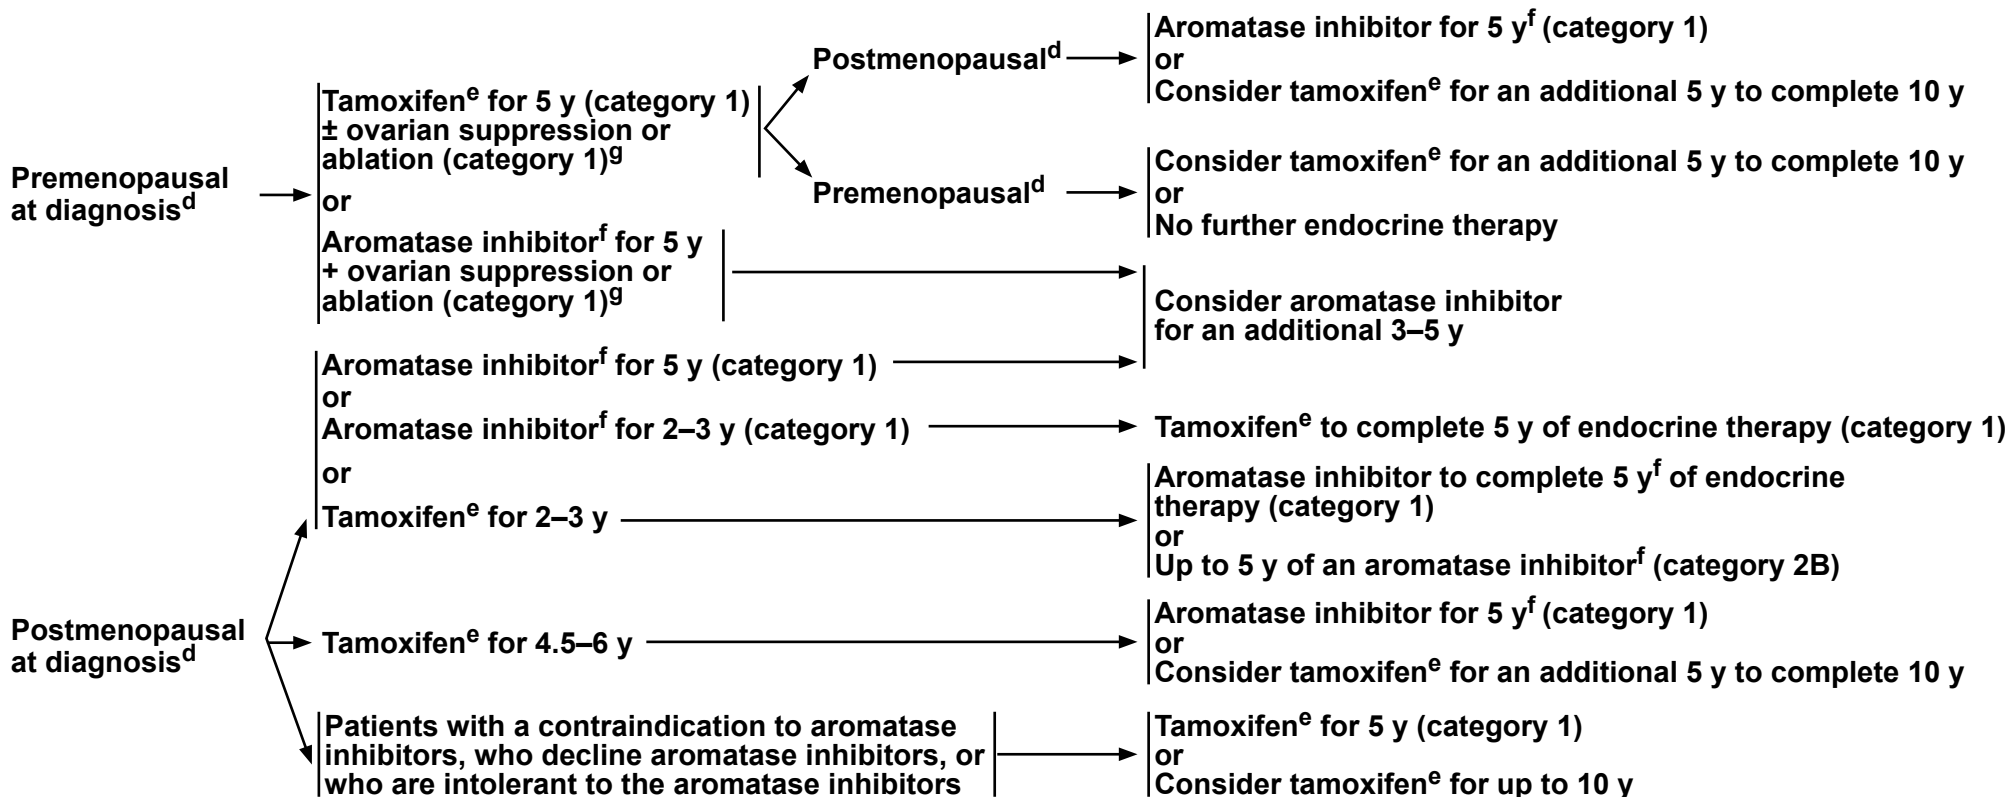 Premenopausal
at diagnosisᵈ
Tamoxifenᵉ for 5 y (category 1)
± ovarian suppression or
ablation (category 1)ᵍ
or
Aromatase inhibitorᶠ for 5 y
+ ovarian suppression or
ablation (category 1)ᵍ
Postmenopausalᵈ
Aromatase inhibitor for 5 yᶠ (category 1)
or
Consider tamoxifenᵉ for an additional 5 y to complete 10 y
Premenopausalᵈ
Consider tamoxifenᵉ for an additional 5 y to complete 10 y
or
No further endocrine therapy
Consider aromatase inhibitor
for an additional 3–5 y
Postmenopausal
at diagnosisᵈ
Aromatase inhibitorᶠ for 5 y (category 1)
or
Aromatase inhibitorᶠ for 2–3 y (category 1)
or
Tamoxifenᵉ for 2–3 y
Tamoxifenᵉ to complete 5 y of endocrine therapy (category 1)
Aromatase inhibitor to complete 5 yᶠ of endocrine
therapy (category 1)
or
Up to 5 y of an aromatase inhibitorᶠ (category 2B)
Tamoxifenᵉ for 4.5–6 y
Aromatase inhibitor for 5 yᶠ (category 1)
or
Consider tamoxifenᵉ for an additional 5 y to complete 10 y
Patients with a contraindication to aromatase
inhibitors, who decline aromatase inhibitors, or
who are intolerant to the aromatase inhibitors
Tamoxifenᵉ for 5 y (category 1)
or
Consider tamoxifenᵉ for up to 10 y